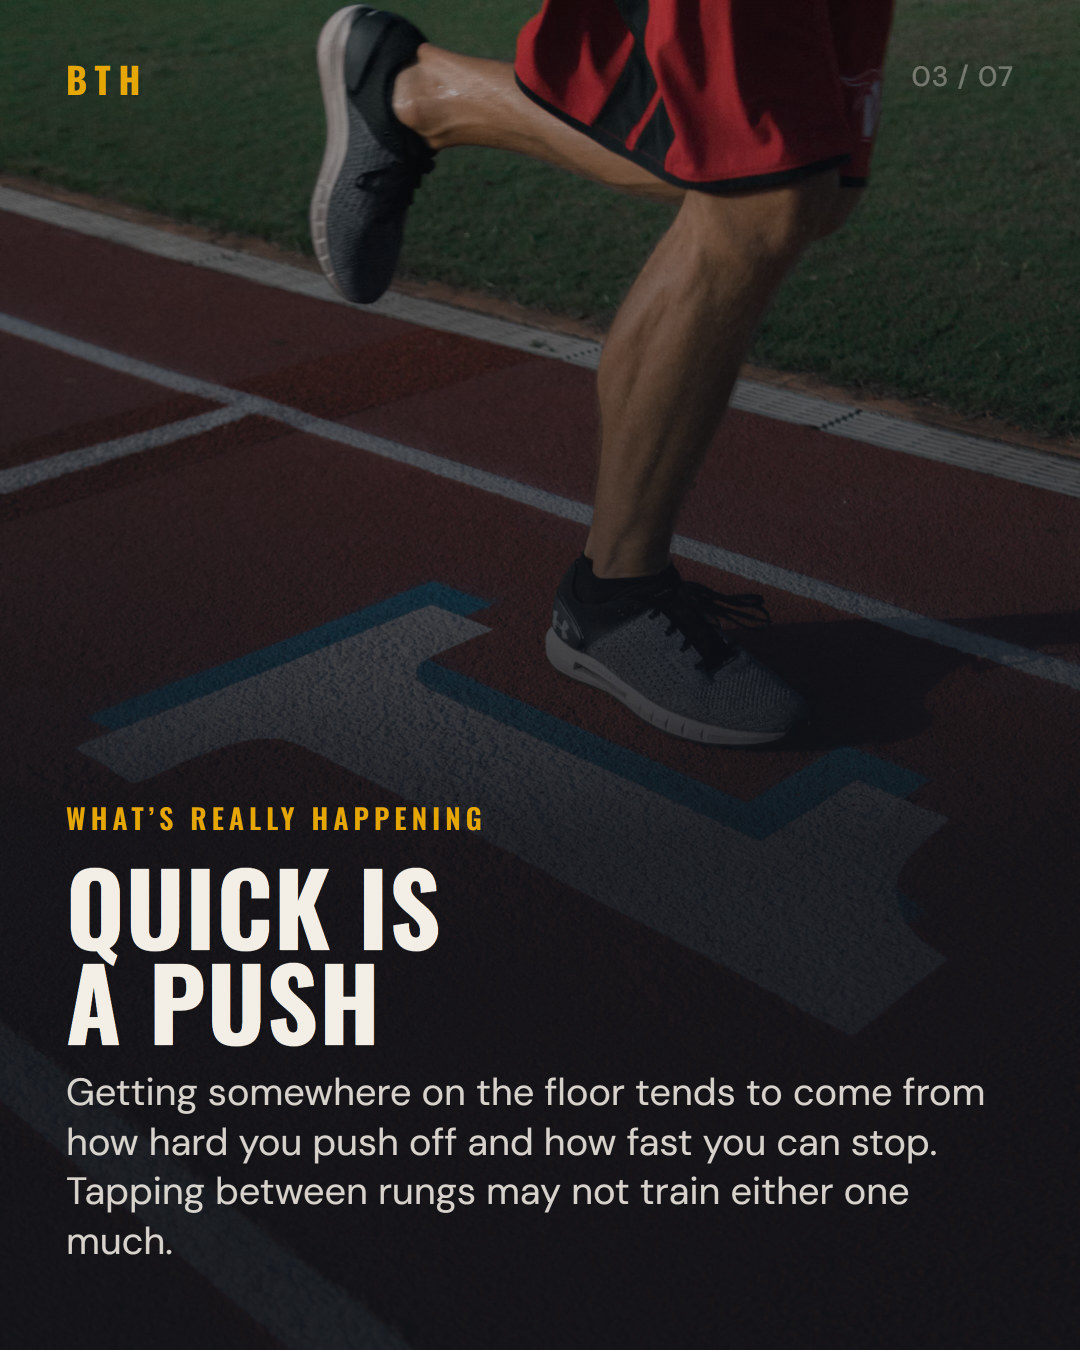 BTH
03 / 07
WHAT’S REALLY HAPPENING
QUICK IS
A PUSH
Getting somewhere on the floor tends to come from
how hard you push off and how fast you can stop.
Tapping between rungs may not train either one
much.